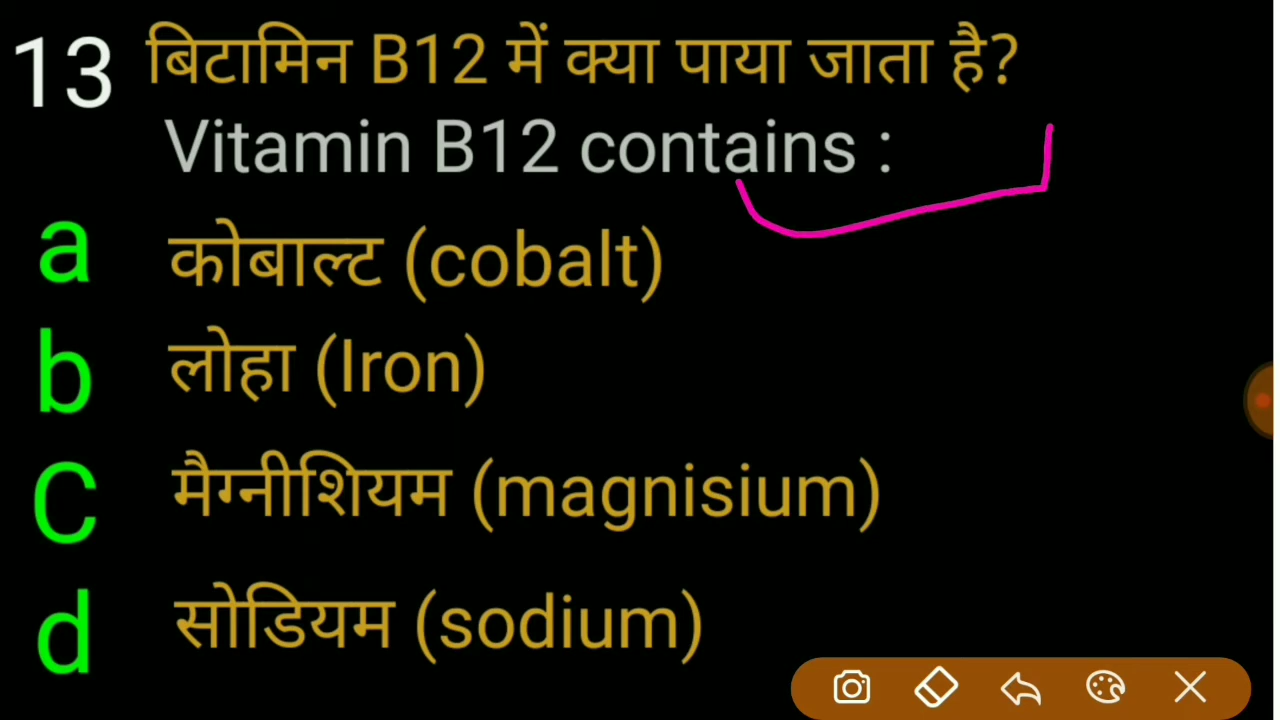 13 बिटामिन B12 में क्या पाया जाता है?
Vitamin B12 contains :
a कोबाल्ट (cobalt)
b लोहा (Iron)
C मैग्नीशियम (magnisium)
d सोडियम (sodium)